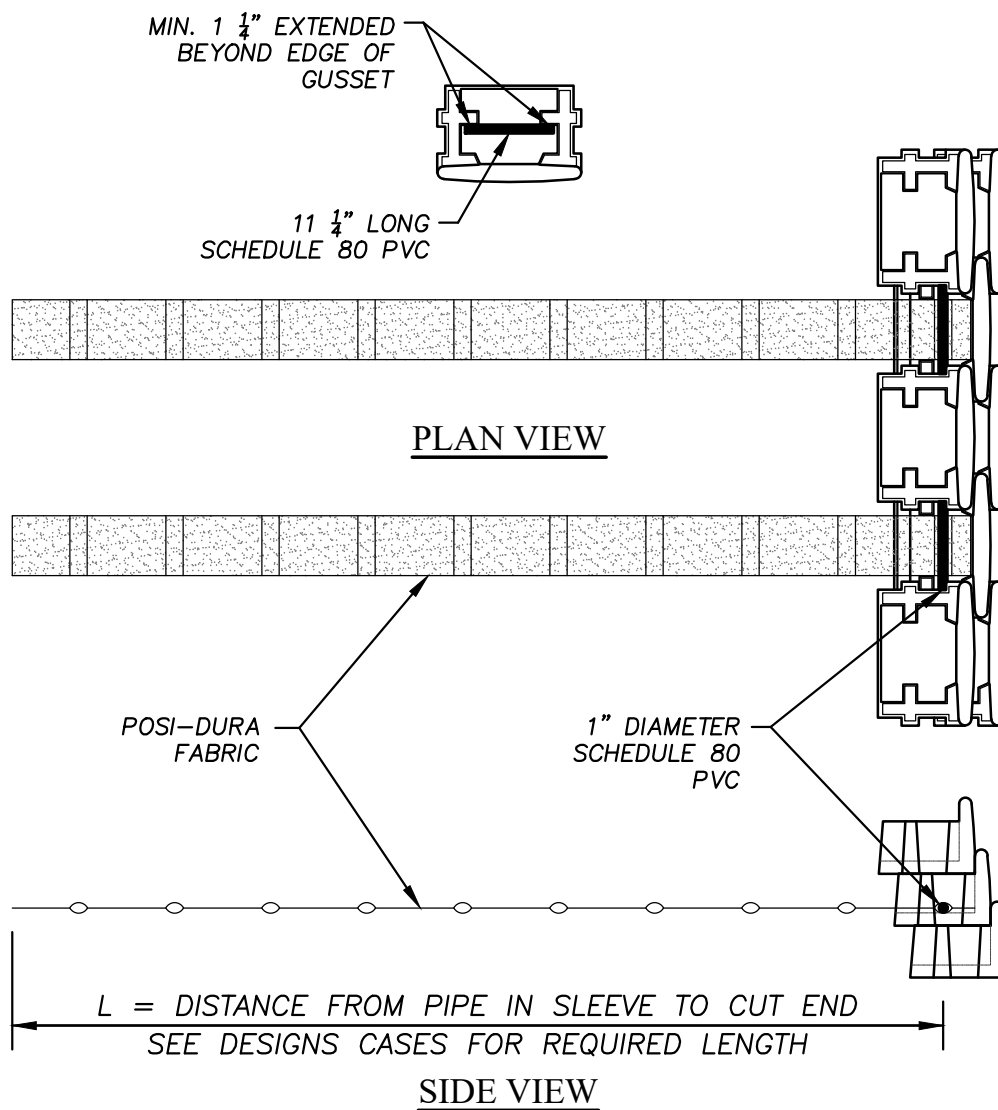 MIN. 1 1/4" EXTENDED
BEYOND EDGE OF
GUSSET
11 1/4" LONG
SCHEDULE 80 PVC
PLAN VIEW
POSI-DURA
FABRIC
1" DIAMETER
SCHEDULE 80
PVC
L = DISTANCE FROM PIPE IN SLEEVE TO CUT END
SEE DESIGNS CASES FOR REQUIRED LENGTH
SIDE VIEW